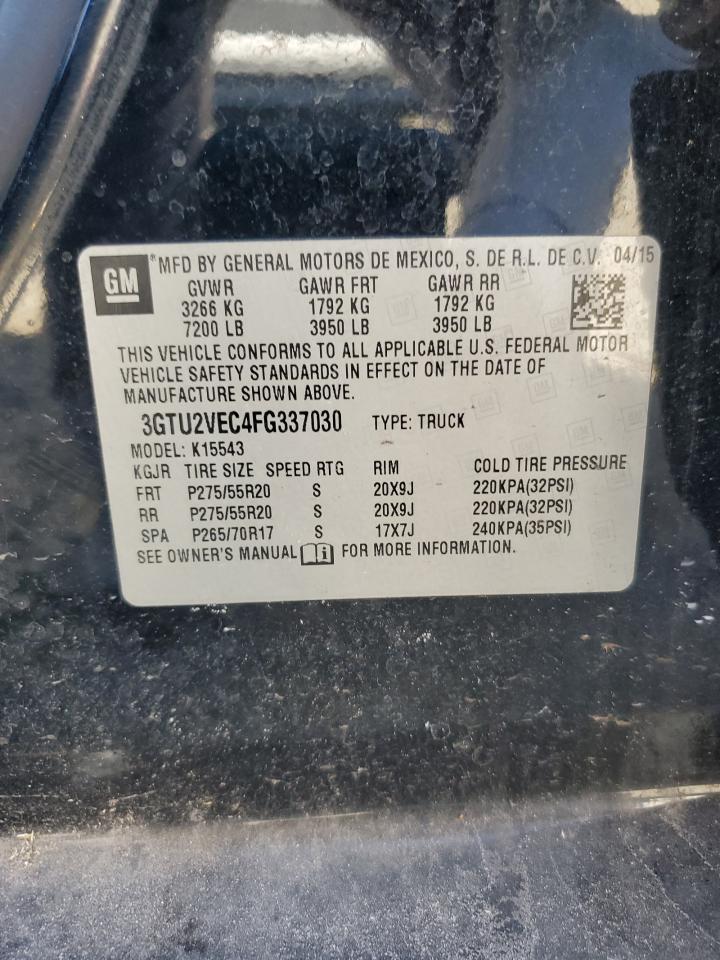 GM
® MFD BY GENERAL MOTORS DE MEXICO, S. DE R.L. DE C.V. 04/15
GVWR GAWR FRT GAWR RR
3266 KG 1792 KG 1792 KG
7200 LB 3950 LB 3950 LB
THIS VEHICLE CONFORMS TO ALL APPLICABLE U.S. FEDERAL MOTOR
VEHICLE SAFETY STANDARDS IN EFFECT ON THE DATE OF
MANUFACTURE SHOWN ABOVE.
3GTU2VEC4FG337030 TYPE: TRUCK
MODEL: K15543
KGJR TIRE SIZE SPEED RTG RIM COLD TIRE PRESSURE
FRT P275/55R20 S 20X9J 220KPA(32PSI)
RR P275/55R20 S 20X9J 220KPA(32PSI)
SPA P265/70R17 S 17X7J 240KPA(35PSI)
SEE OWNER'S MANUAL i FOR MORE INFORMATION.